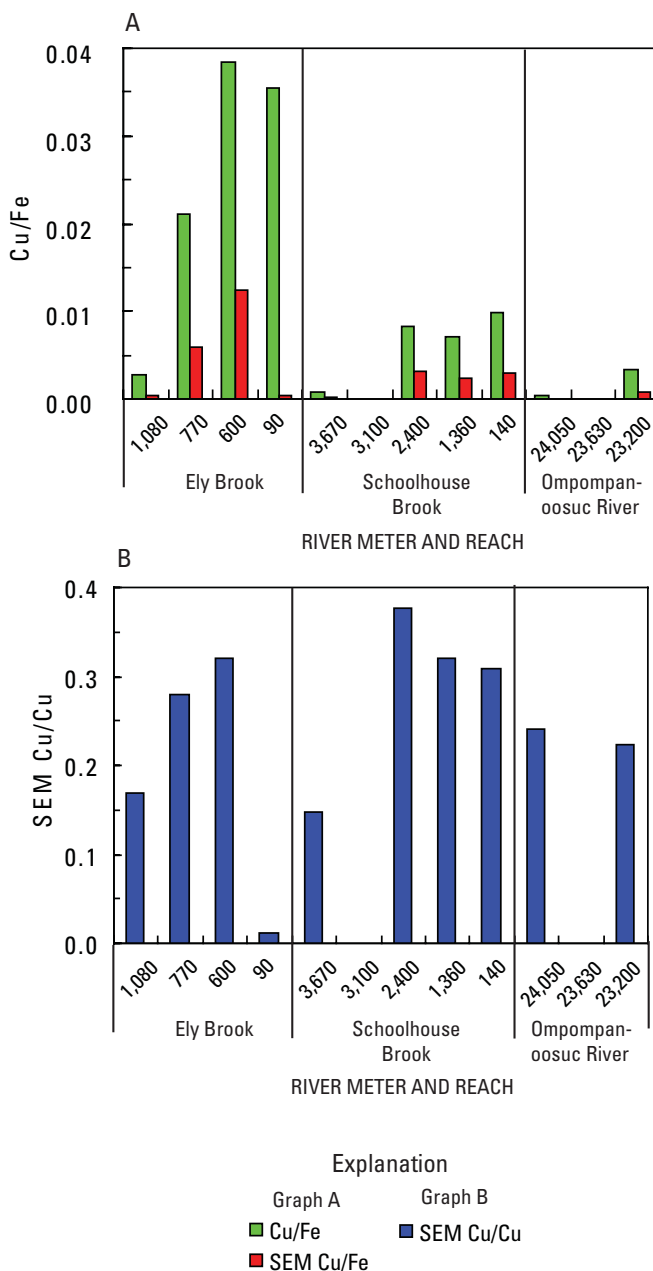 A
0.04
0.03
0.02
0.01
0.00
Cu/Fe
1,080 770 600 90 3,670 3,100 2,400 1,360 140 24,050 23,630 23,200
Ely Brook Schoolhouse Ompompan-
Brook oosuc River
RIVER METER AND REACH
B
0.4
0.3
0.2
0.1
0.0
SEM Cu/Cu
1,080 770 600 90 3,670 3,100 2,400 1,360 140 24,050 23,630 23,200
Ely Brook Schoolhouse Ompompan-
Brook oosuc River
RIVER METER AND REACH
Explanation
Graph A Graph B
Cu/Fe SEM Cu/Cu
SEM Cu/Fe